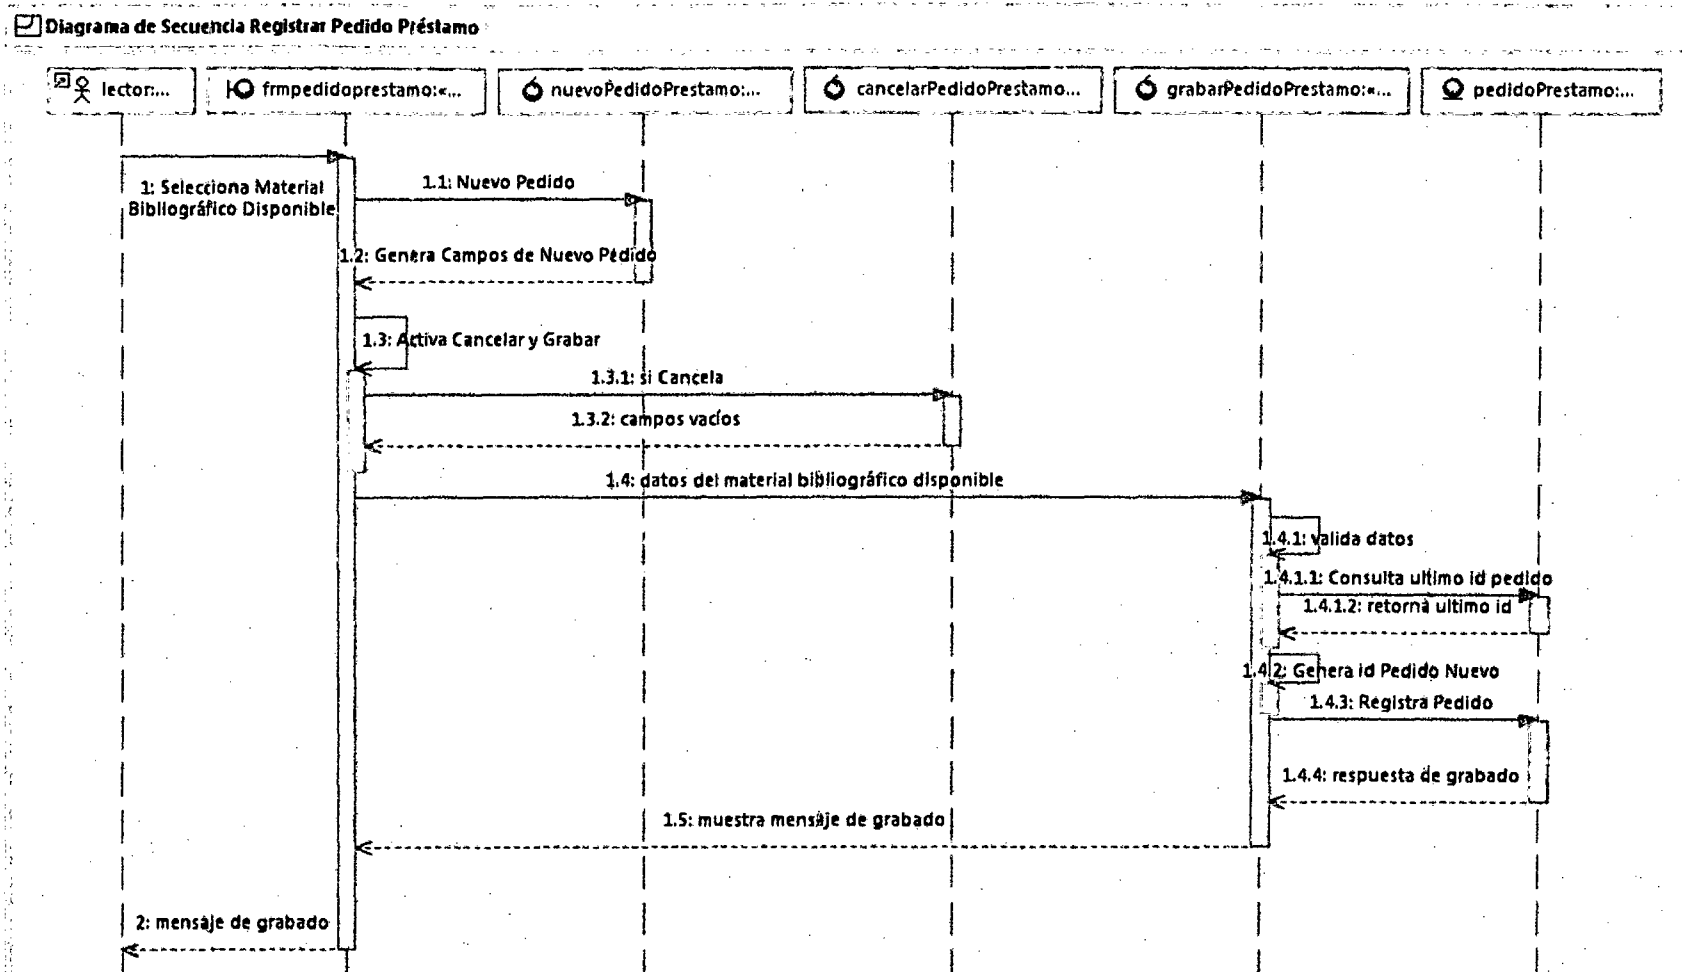 Diagrama de Secuencia Registrar Pedido Préstamo
lector:...
frmpedidoprestamo:«...
nuevoPedidoPrestamo:...
cancelarPedidoPrestamo...
grabarPedidoPrestamo:«...
pedidoPrestamo:...
1: Selecciona Material
Bibliográfico Disponible
1.1: Nuevo Pedido
1.2: Genera Campos de Nuevo Pedido
1.3: Activa Cancelar y Grabar
1.3.1: si Cancela
1.3.2: campos vacíos
1.4: datos del material bibliográfico disponible
1.4.1: valida datos
1.4.1.1: Consulta ultimo id pedido
1.4.1.2: retorna ultimo id
1.4.2: Genera id Pedido Nuevo
1.4.3: Registra Pedido
1.4.4: respuesta de grabado
1.5: muestra mensaje de grabado
2: mensaje de grabado